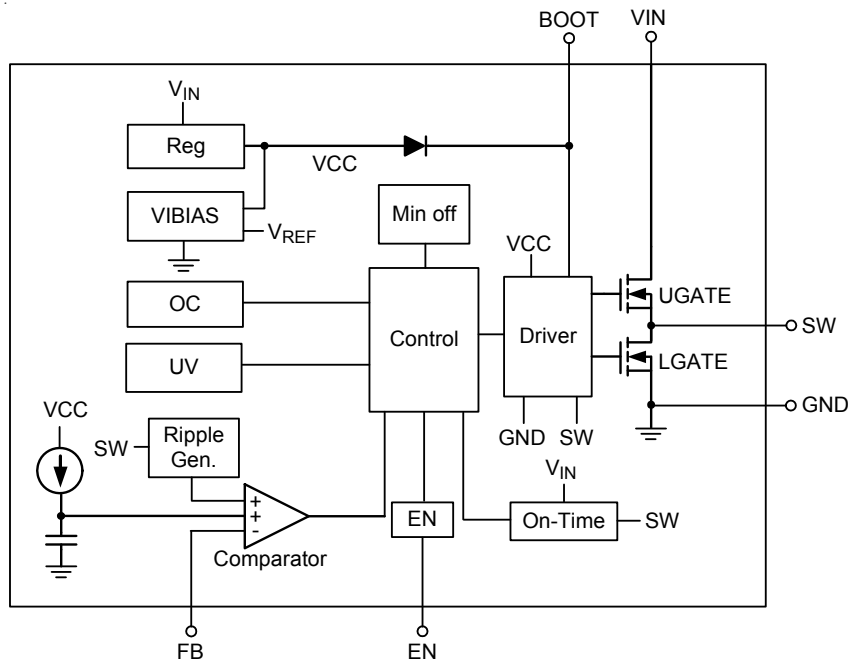 BOOT VIN
VIN
Reg
VCC
VIBIAS
VREF
Min off
VCC
OC
UGATE
SW
Control
Driver
UV
LGATE
VCC
GND
SW
Ripple
Gen.
GND SW
VIN
+
+
-
EN
On-Time
SW
Comparator
FB
EN